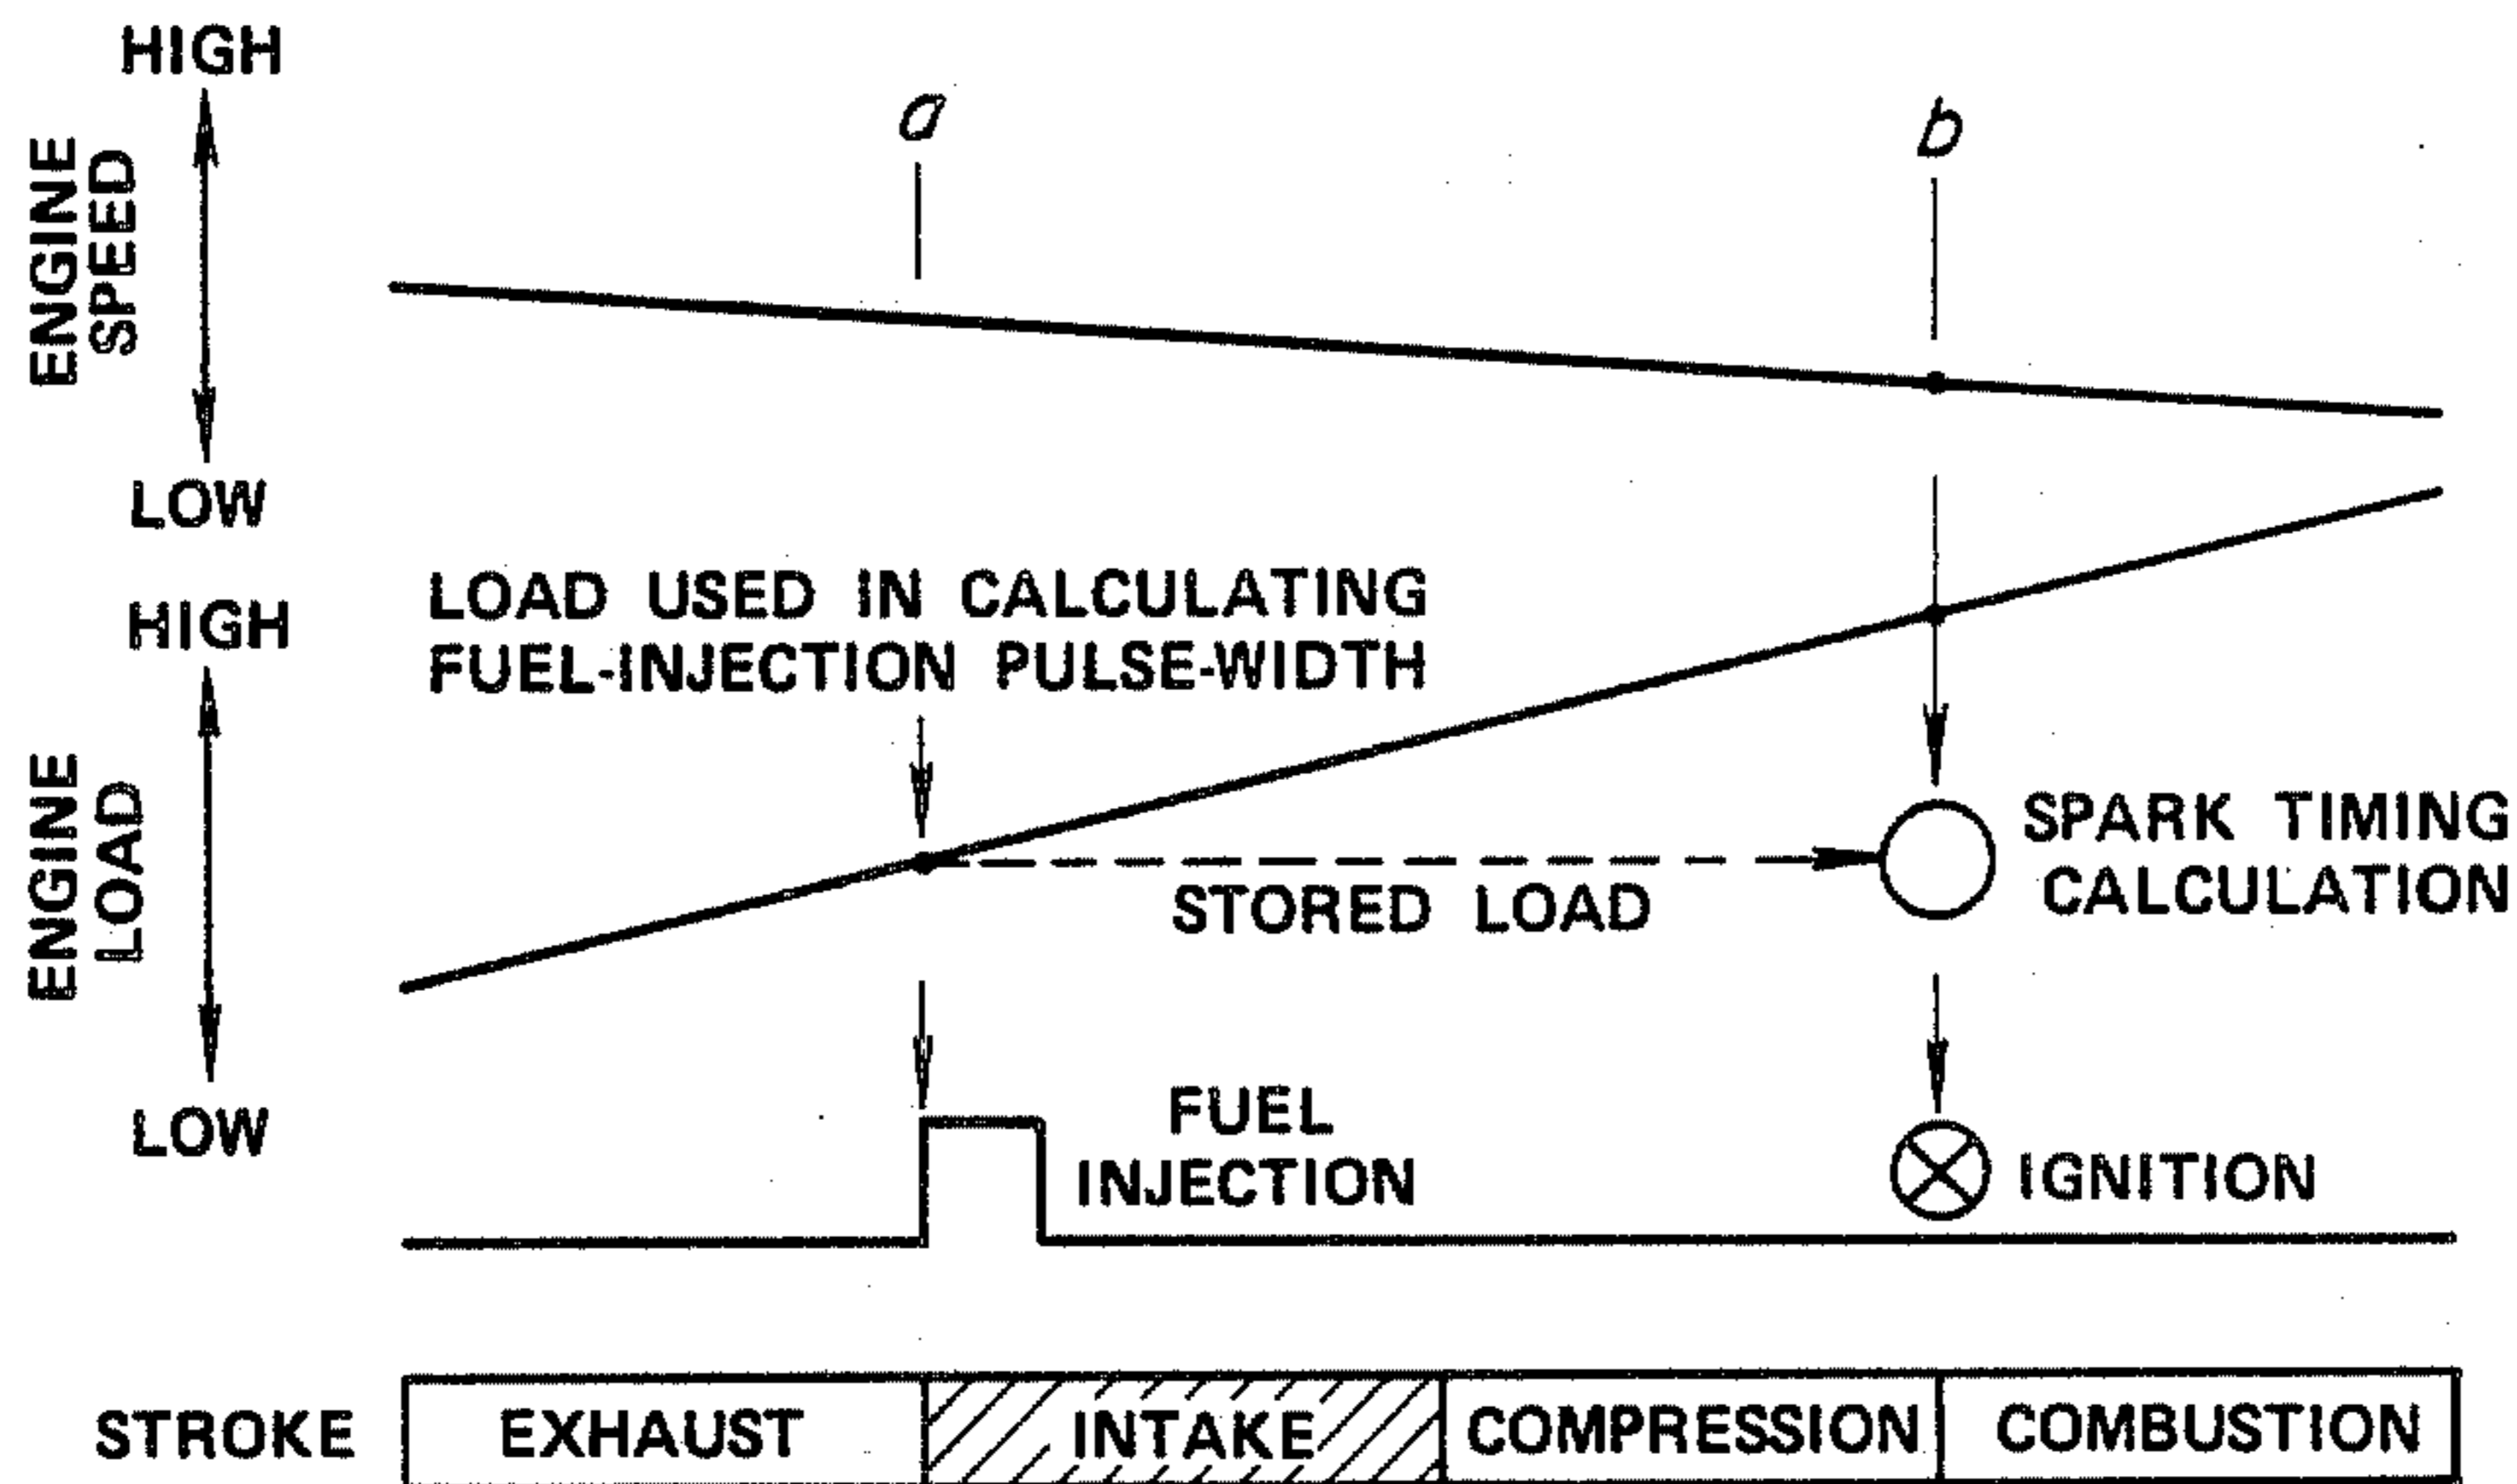 HIGH
ENGINE
SPEED
LOW
a
b
HIGH
ENGINE
LOAD
LOW
LOAD USED IN CALCULATING
FUEL-INJECTION PULSE-WIDTH
STORED LOAD
SPARK TIMING
CALCULATION
FUEL
INJECTION
IGNITION
STROKE EXHAUST INTAKE COMPRESSION COMBUSTION